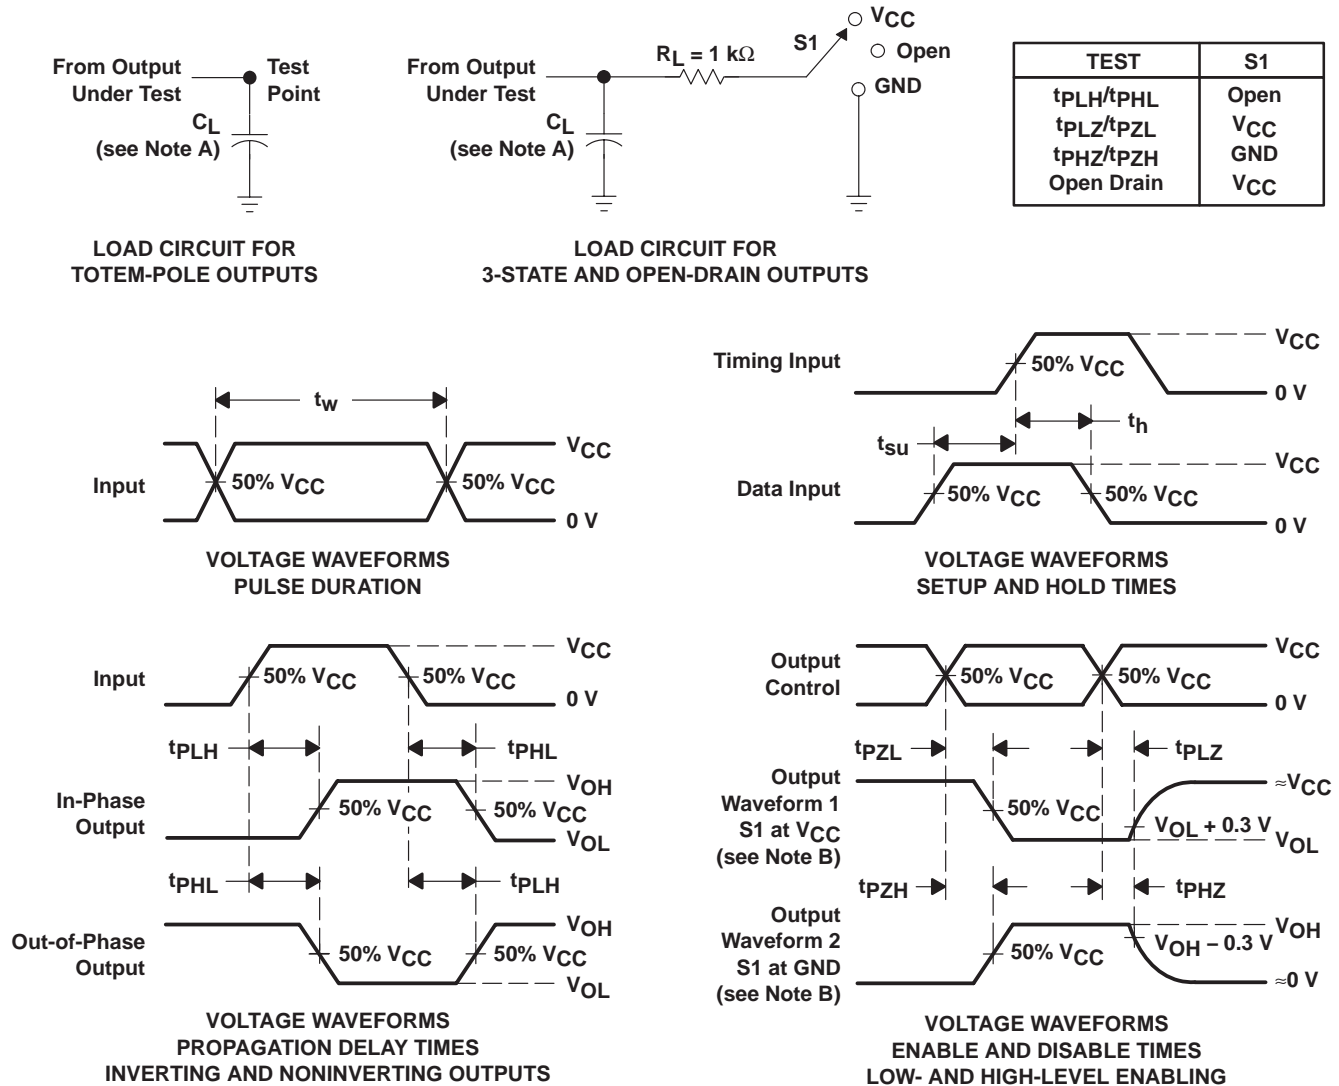 From Output
Under Test
Test
Point
CL
(see Note A)
LOAD CIRCUIT FOR
TOTEM-POLE OUTPUTS
From Output
Under Test
CL
(see Note A)
RL = 1 kΩ
S1
VCC
Open
GND
LOAD CIRCUIT FOR
3-STATE AND OPEN-DRAIN OUTPUTS
TEST S1
tPLH/tPHL Open
tPLZ/tPZL VCC
tPHZ/tPZH GND
Open Drain VCC
tw
Input
50% VCC
50% VCC
VCC
0 V
VOLTAGE WAVEFORMS
PULSE DURATION
Timing Input
50% VCC
VCC
0 V
tsu
th
Data Input
50% VCC
50% VCC
VCC
0 V
VOLTAGE WAVEFORMS
SETUP AND HOLD TIMES
Input
50% VCC
50% VCC
VCC
0 V
tPLH
tPHL
In-Phase
Output
50% VCC
50% VCC
VOH
VOL
tPHL
tPLH
Out-of-Phase
Output
50% VCC
50% VCC
VOH
VOL
VOLTAGE WAVEFORMS
PROPAGATION DELAY TIMES
INVERTING AND NONINVERTING OUTPUTS
Output
Control
50% VCC
50% VCC
VCC
0 V
tPZL
tPLZ
Output
Waveform 1
S1 at VCC
(see Note B)
50% VCC
≈VCC
VOL + 0.3 V
VOL
tPZH
tPHZ
Output
Waveform 2
S1 at GND
(see Note B)
50% VCC
VOH
VOH – 0.3 V
≈0 V
VOLTAGE WAVEFORMS
ENABLE AND DISABLE TIMES
LOW- AND HIGH-LEVEL ENABLING